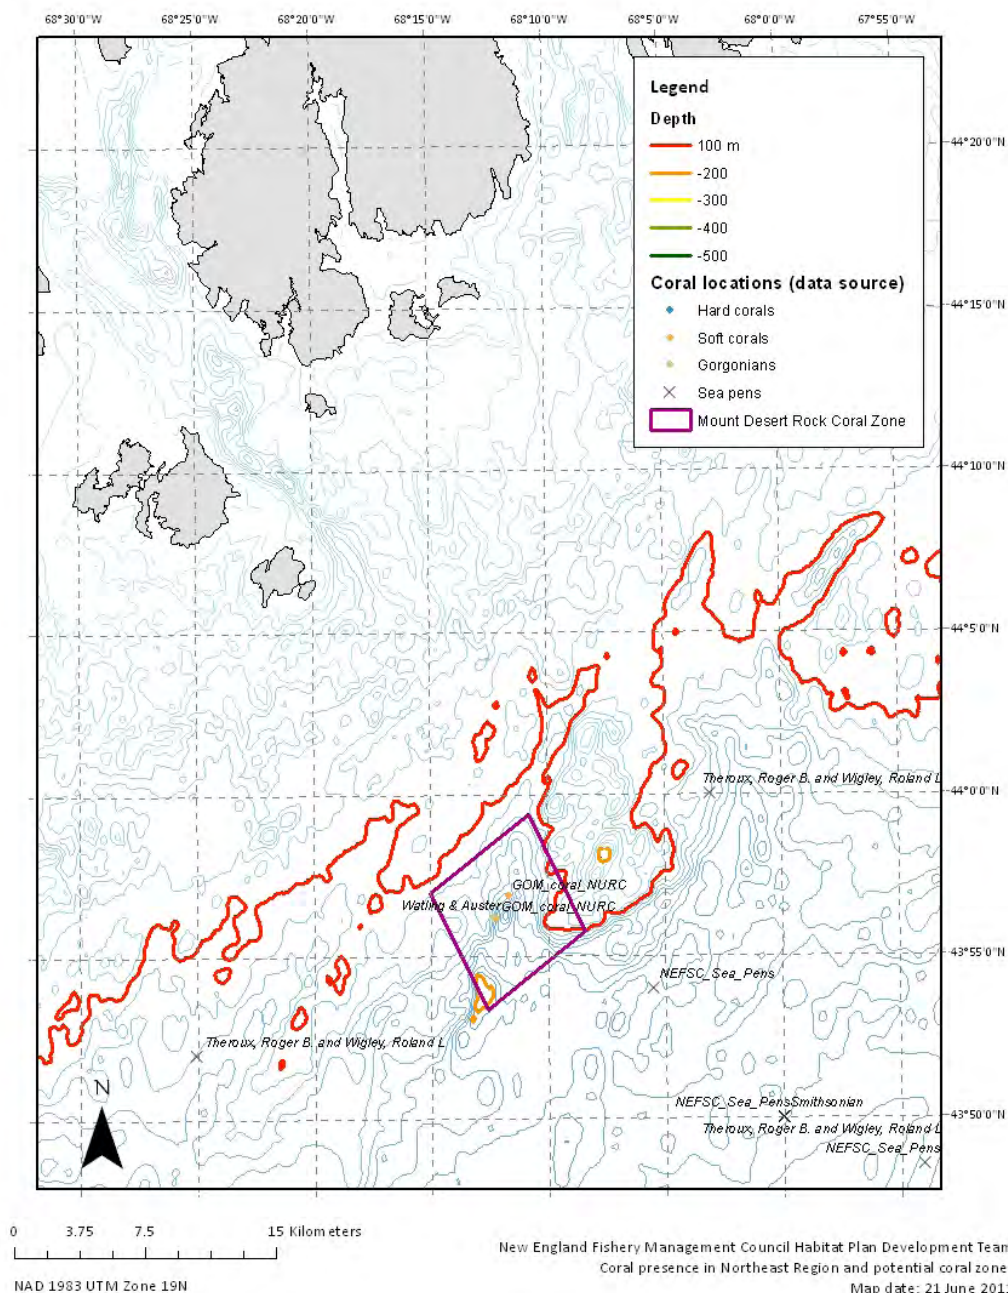 68°30'0"W 68°25'0"W 68°20'0"W 68°15'0"W 68°10'0"W 68°5'0"W 68°0'0"W 67°55'0"W
Legend
Depth
100 m
-200
-300
-400
-500
Coral locations (data source)
Hard corals
Soft corals
Gorgonians
Sea pens
Mount Desert Rock Coral Zone
44°20'0"N
44°15'0"N
44°10'0"N
44°5'0"N
Theroux, Roger B. and Wigley, Roland L
44°0'0"N
GOM_coral_NURC
Watling & Auster GOM_coral_NURC
43°55'0"N
NEFSC_Sea_Pens
Theroux, Roger B. and Wigley, Roland L
N
NEFSC_Sea_PensSmithsonian
43°50'0"N
Theroux, Roger B. and Wigley, Roland L
NEFSC_Sea_Pens
0 3.75 7.5 15 Kilometers
New England Fishery Management Council Habitat Plan Development Team
Coral presence in Northeast Region and potential coral zone
NAD 1983 UTM Zone 19N
Map date: 21 June 201